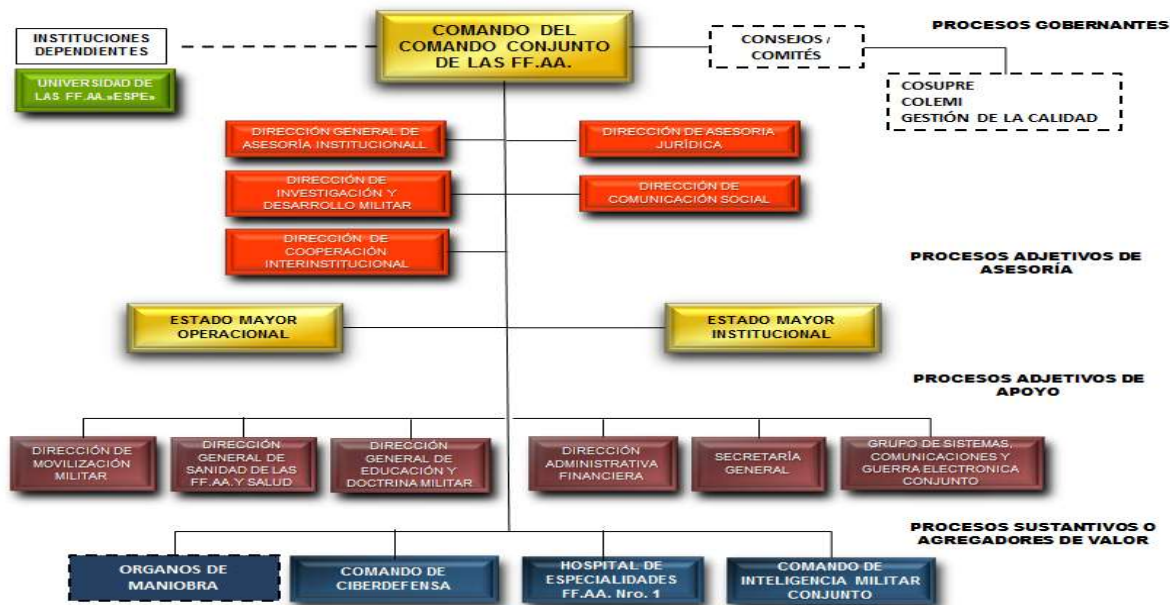 COMANDO DEL
COMANDO CONJUNTO
DE LAS FF.AA.
PROCESOS GOBERNANTES
INSTITUCIONES
DEPENDIENTES
CONSEJOS /
COMITÉS
UNIVERSIDAD DE
LAS FF.AA.»ESPE»
COSUPRE
COLEMI
GESTIÓN DE LA CALIDAD
DIRECCIÓN GENERAL DE
ASESORÍA INSTITUCIONALL
DIRECCIÓN DE ASESORIA
JURÍDICA
DIRECCIÓN DE
INVESTIGACIÓN Y
DESARROLLO MILITAR
DIRECCIÓN DE
COMUNICACIÓN SOCIAL
DIRECCIÓN DE
COOPERACIÓN
INTERINSTITUCIONAL
PROCESOS ADJETIVOS DE
ASESORÍA
ESTADO MAYOR
OPERACIONAL
ESTADO MAYOR
INSTITUCIONAL
PROCESOS ADJETIVOS DE
APOYO
DIRECCIÓN DE
MOVILIZACIÓN
MILITAR
DIRECCIÓN
GENERAL DE
SANIDAD DE LAS
FF.AA.Y SALUD
DIRECCIÓN
GENERAL DE
EDUCACIÓN Y
DOCTRINA MILITAR
DIRECCIÓN
ADMINISTRATIVA
FINANCIERA
SECRETARÍA
GENERAL
GRUPO DE SISTEMAS,
COMUNICACIONES Y
GUERRA ELECTRONICA
CONJUNTO
PROCESOS SUSTANTIVOS O
AGREGADORES DE VALOR
ORGANOS DE
MANIOBRA
COMANDO DE
CIBERDEFENSA
HOSPITAL DE
ESPECIALIDADES
FF.AA. Nro. 1
COMANDO DE
INTELIGENCIA MILITAR
CONJUNTO